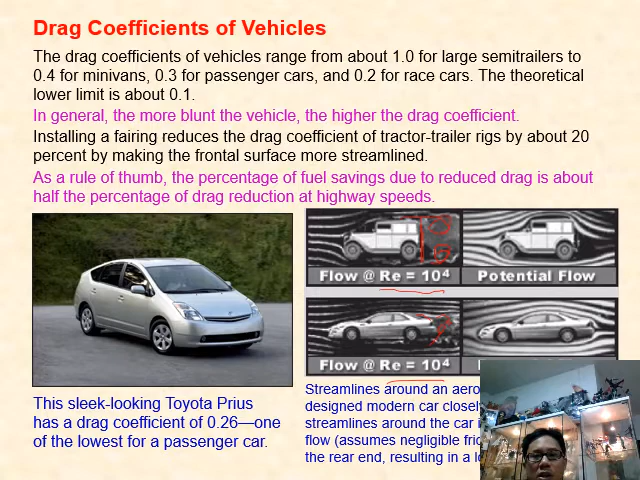 Drag Coefficients of Vehicles
The drag coefficients of vehicles range from about 1.0 for large semitrailers to
0.4 for minivans, 0.3 for passenger cars, and 0.2 for race cars. The theoretical
lower limit is about 0.1.
In general, the more blunt the vehicle, the higher the drag coefficient.
Installing a fairing reduces the drag coefficient of tractor-trailer rigs by about 20
percent by making the frontal surface more streamlined.
As a rule of thumb, the percentage of fuel savings due to reduced drag is about
half the percentage of drag reduction at highway speeds.
Flow @ Re = 10⁴
Potential Flow
Flow @ Re = 10⁴
This sleek-looking Toyota Prius
has a drag coefficient of 0.26—one
of the lowest for a passenger car.
Streamlines around an
designed modern car
streamlines around the car
flow (assumes negligible
the rear end, resulting in a